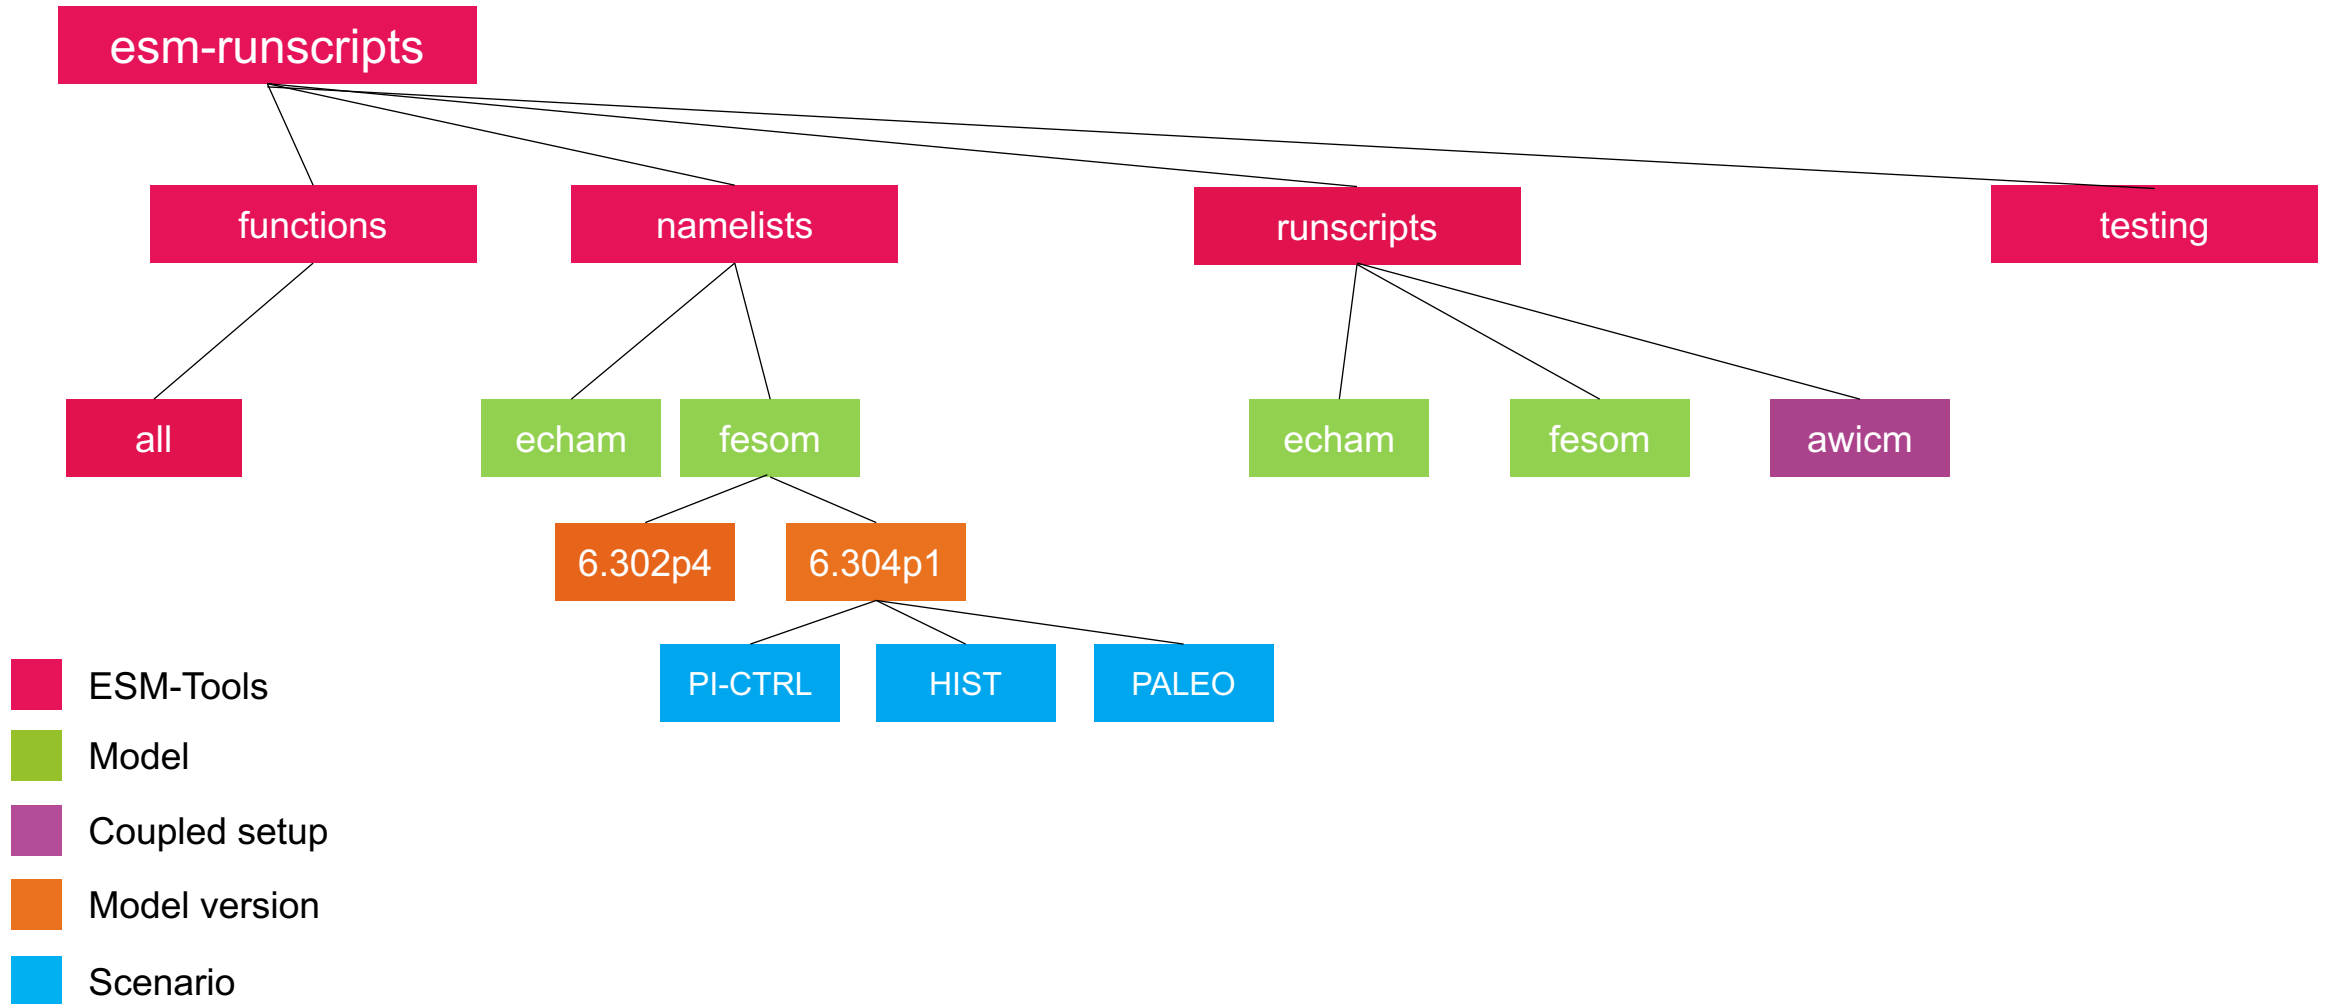 esm-runscripts
functions
namelists
runscripts
testing
all
echam
fesom
echam
fesom
awicm
6.302p4
6.304p1
PI-CTRL
HIST
PALEO
ESM-Tools
Model
Coupled setup
Model version
Scenario